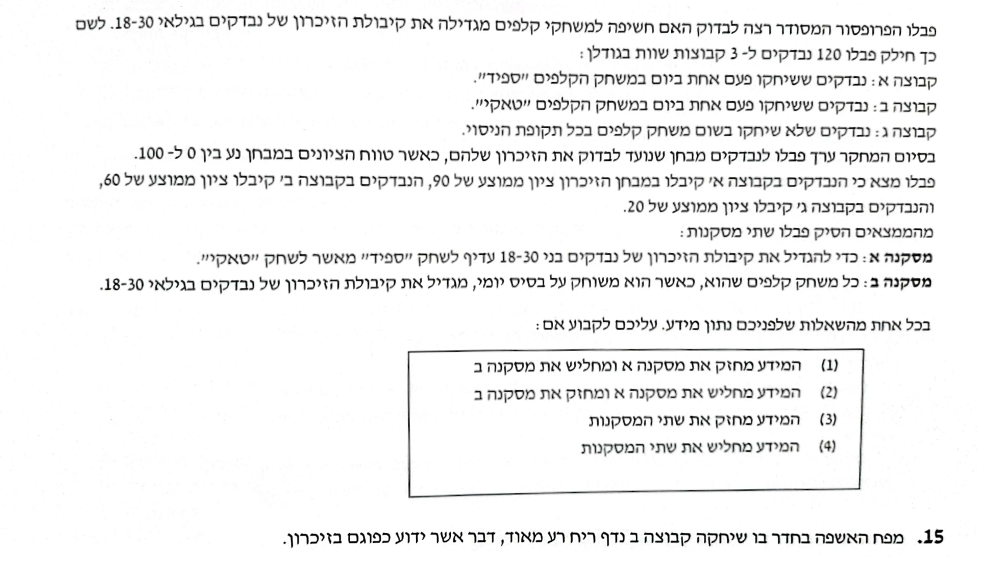 פבלו הפרופסור המסודר רצה לבדוק האם חשיפה למשחקי קלפים מגדילה את קיבולת הזיכרון של נבדקים בגילאי 18-30. לשם
כך חילק פבלו 120 נבדקים ל- 3 קבוצות שוות בגודלן:
קבוצה א: נבדקים ששיחקו פעם אחת ביום במשחק הקלפים "ספיד".
קבוצה ב: נבדקים ששיחקו פעם אחת ביום במשחק הקלפים "טאקי".
קבוצה ג: נבדקים שלא שיחקו בשום משחק קלפים בכל תקופת הניסוי.
בסיום המחקר ערך פבלו לנבדקים מבחן שנועד לבדוק את הזיכרון שלהם, כאשר טווח הציונים במבחן נע בין 0 ל- 100.
פבלו מצא כי הנבדקים בקבוצה א' קיבלו במבחן הזיכרון ציון ממוצע של 90, הנבדקים בקבוצה ב' קיבלו ציון ממוצע של 60,
והנבדקים בקבוצה ג' קיבלו ציון ממוצע של 20.
מהממצאים הסיק פבלו שתי מסקנות:
מסקנה א: כדי להגדיל את קיבולת הזיכרון של נבדקים בני 18-30 עדיף לשחק "ספיד" מאשר לשחק "טאקי".
מסקנה ב: כל משחק קלפים שהוא, כאשר הוא משוחק על בסיס יומי, מגדיל את קיבולת הזיכרון של נבדקים בגילאי 18-30.
בכל אחת מהשאלות שלפניכם נתון מידע. עליכם לקבוע אם:
(1) המידע מחזק את מסקנה א ומחליש את מסקנה ב
(2) המידע מחליש את מסקנה א ומחזק את מסקנה ב
(3) המידע מחזק את שתי המסקנות
(4) המידע מחליש את שתי המסקנות
15. מפח האשפה בחדר בו שיחקה קבוצה ב נדף ריח רע מאוד, דבר אשר ידוע כפוגם בזיכרון.